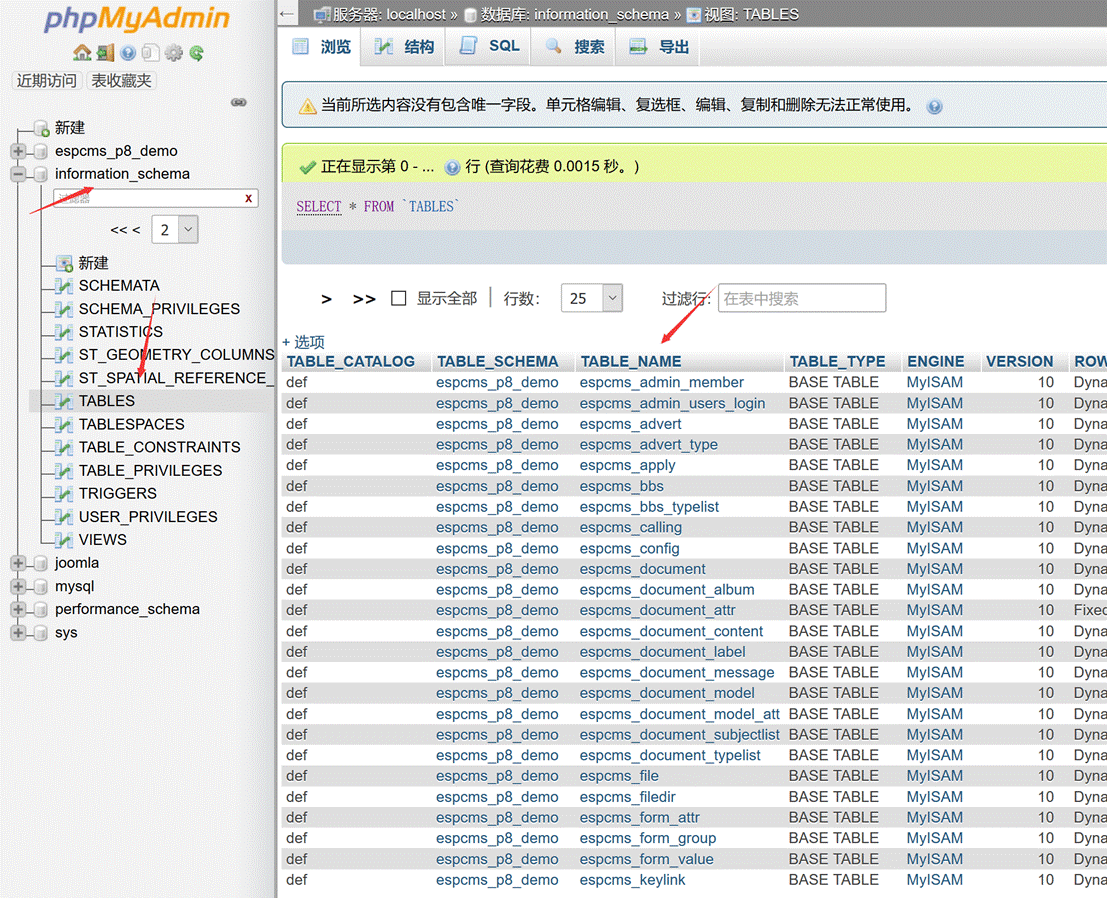 phpMyAdmin
近期访问 表收藏夹
新建
espcms_p8_demo
information_schema
过滤器 X
<< < 2
新建
SCHEMATA
SCHEMA_PRIVILEGES
STATISTICS
ST_GEOMETRY_COLUMNS
ST_SPATIAL_REFERENCE_
TABLES
TABLESPACES
TABLE_CONSTRAINTS
TABLE_PRIVILEGES
TRIGGERS
USER_PRIVILEGES
VIEWS
joomla
mysql
performance_schema
sys
服务器: localhost » 数据库: information_schema » 视图: TABLES
浏览 结构 SQL 搜索 导出
当前所选内容没有包含唯一字段。单元格编辑、复选框、编辑、复制和删除无法正常使用。
正在显示第 0 - ... 行 (查询花费 0.0015 秒。)
SELECT * FROM `TABLES`
> >> 显示全部 行数: 25 过滤行: 在表中搜索
+ 选项
TABLE_CATALOG TABLE_SCHEMA TABLE_NAME TABLE_TYPE ENGINE VERSION ROW
def espcms_p8_demo espcms_admin_member BASE TABLE MyISAM 10 Dyna
def espcms_p8_demo espcms_admin_users_login BASE TABLE MyISAM 10 Dyna
def espcms_p8_demo espcms_advert BASE TABLE MyISAM 10 Dyna
def espcms_p8_demo espcms_advert_type BASE TABLE MyISAM 10 Dyna
def espcms_p8_demo espcms_apply BASE TABLE MyISAM 10 Dyna
def espcms_p8_demo espcms_bbs BASE TABLE MyISAM 10 Dyna
def espcms_p8_demo espcms_bbs_typelist BASE TABLE MyISAM 10 Dyna
def espcms_p8_demo espcms_calling BASE TABLE MyISAM 10 Dyna
def espcms_p8_demo espcms_config BASE TABLE MyISAM 10 Dyna
def espcms_p8_demo espcms_document BASE TABLE MyISAM 10 Dyna
def espcms_p8_demo espcms_document_album BASE TABLE MyISAM 10 Dyna
def espcms_p8_demo espcms_document_attr BASE TABLE MyISAM 10 Fixed
def espcms_p8_demo espcms_document_content BASE TABLE MyISAM 10 Dyna
def espcms_p8_demo espcms_document_label BASE TABLE MyISAM 10 Dyna
def espcms_p8_demo espcms_document_message BASE TABLE MyISAM 10 Dyna
def espcms_p8_demo espcms_document_model BASE TABLE MyISAM 10 Dyna
def espcms_p8_demo espcms_document_model_att BASE TABLE MyISAM 10 Dyna
def espcms_p8_demo espcms_document_subjectlist BASE TABLE MyISAM 10 Dyna
def espcms_p8_demo espcms_document_typelist BASE TABLE MyISAM 10 Dyna
def espcms_p8_demo espcms_file BASE TABLE MyISAM 10 Dyna
def espcms_p8_demo espcms_filedir BASE TABLE MyISAM 10 Dyna
def espcms_p8_demo espcms_form_attr BASE TABLE MyISAM 10 Dyna
def espcms_p8_demo espcms_form_group BASE TABLE MyISAM 10 Dyna
def espcms_p8_demo espcms_form_value BASE TABLE MyISAM 10 Dyna
def espcms_p8_demo espcms_keylink BASE TABLE MyISAM 10 Dyna